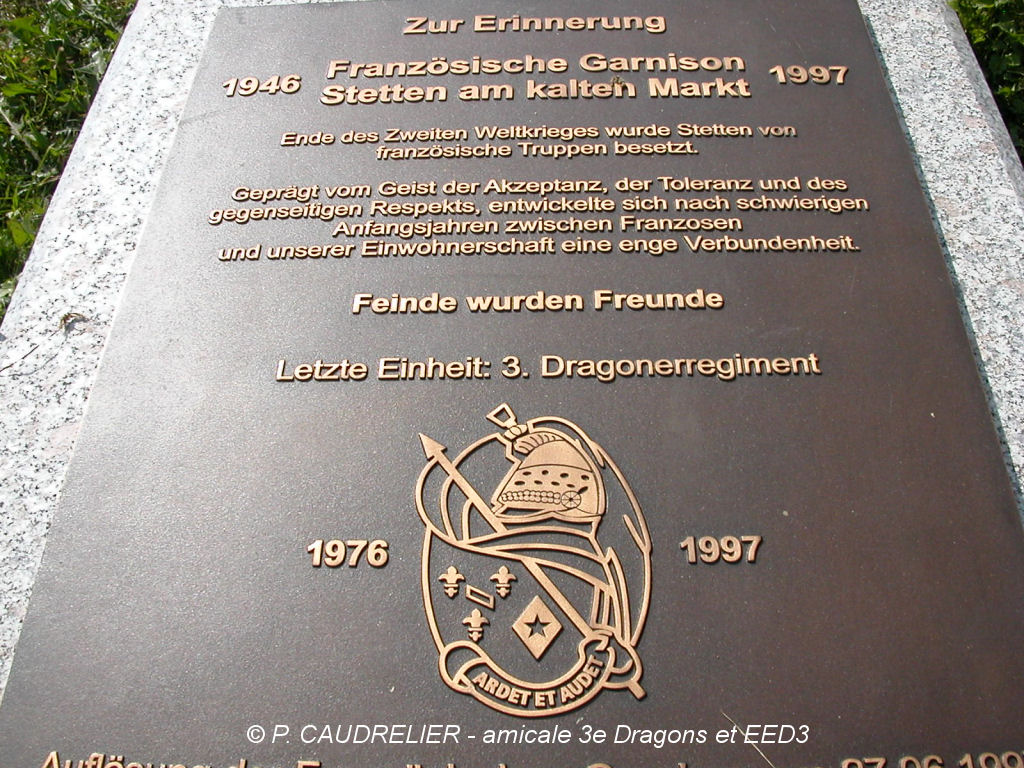 Zur Erinnerung
1946 Französische Garnison 1997
Stetten am kalten Markt
Ende des Zweiten Weltkrieges wurde Stetten von
französische Truppen besetzt.
Geprägt vom Geist der Akzeptanz, der Toleranz und des
gegenseitigen Respekts, entwickelte sich nach schwierigen
Anfangsjahren zwischen Franzosen
und unserer Einwohnerschaft eine enge Verbundenheit.
Feinde wurden Freunde
Letzte Einheit: 3. Dragonerregiment
1976 1997
ARDET ET AUDET
© P. CAUDRELIER - amicale 3e Dragons et EED3
Auflösung der